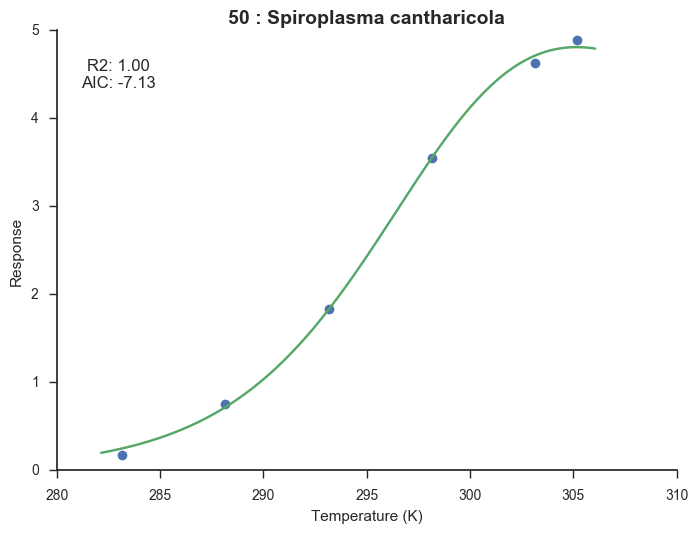 50 : Spiroplasma cantharicola
R2: 1.00
AIC: -7.13
Response
5
4
3
2
1
0
280 285 290 295 300 305 310
Temperature (K)